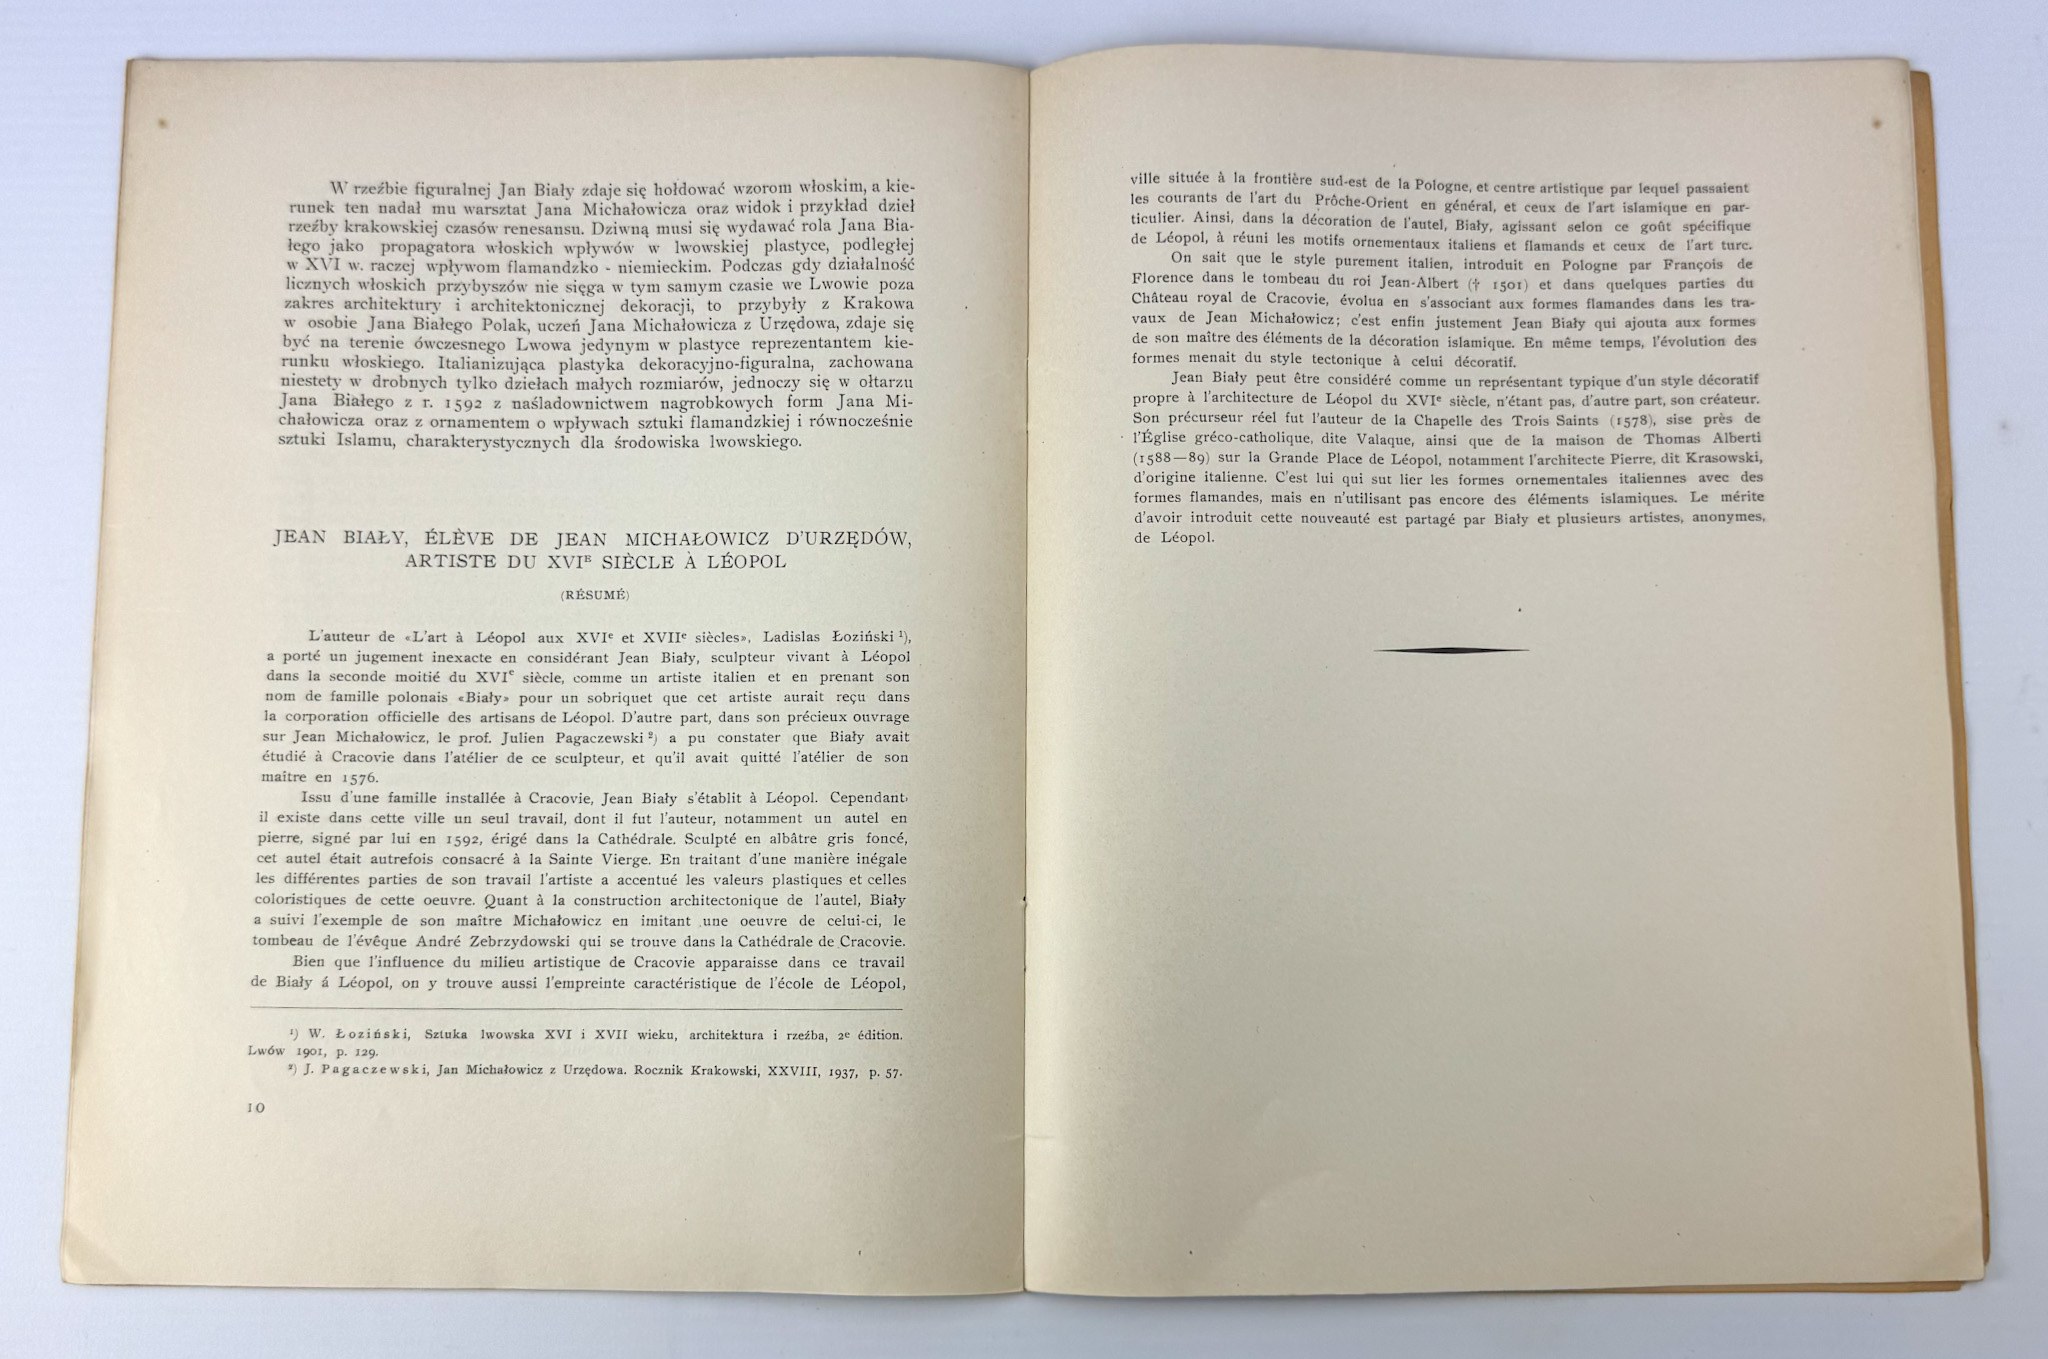 W rzeźbie figuralnej Jan Biały zdaje się hołdować wzorom włoskim, a kie-
runek ten nadał mu warsztat Jana Michałowicza oraz widok i przykład dzieł
rzeźby krakowskiej czasów renesansu. Dziwną musi się wydawać rola Jana Bia-
łego jako propagatora włoskich wpływów w lwowskiej plastyce, podległej
w XVI w. raczej wpływom flamandzko - niemieckim. Podczas gdy działalność
licznych włoskich przybyszów nie sięga w tym samym czasie we Lwowie poza
zakres architektury i architektonicznej dekoracji, to przybyły z Krakowa
w osobie Jana Białego Polak, uczeń Jana Michałowicza z Urzędowa, zdaje się
być na terenie ówczesnego Lwowa jedynym w plastyce reprezentantem kie-
runku włoskiego. Italianizująca plastyka dekoracyjno-figuralna, zachowana
niestety w drobnych tylko dziełach małych rozmiarów, jednoczy się w ołtarzu
Jana Białego z r. 1592 z naśladownictwem nagrobkowych form Jana Mi-
chałowicza oraz z ornamentem o wpływach sztuki flamandzkiej i równocześnie
sztuki Islamu, charakterystycznych dla środowiska lwowskiego.
JEAN BIAŁY, ÉLÈVE DE JEAN MICHAŁOWICZ D'URZĘDÓW,
ARTISTE DU XVIE SIÈCLE À LÉOPOL
(RÉSUMÉ)
L'auteur de «L'art à Léopol aux XVIe et XVIIe siècles», Ladislas Łoziński ¹),
a porté un jugement inexacte en considérant Jean Biały, sculpteur vivant à Léopol
dans la seconde moitié du XVIe siècle, comme un artiste italien et en prenant son
nom de famille polonais «Biały» pour un sobriquet que cet artiste aurait reçu dans
la corporation officielle des artisans de Léopol. D'autre part, dans son précieux ouvrage
sur Jean Michałowicz, le prof. Julien Pagaczewski ²) a pu constater que Biały avait
étudié à Cracovie dans l'atélier de ce sculpteur, et qu'il avait quitté l'atélier de son
maître en 1576.
Issu d'une famille installée à Cracovie, Jean Biały s'établit à Léopol. Cependant,
il existe dans cette ville un seul travail, dont il fut l'auteur, notamment un autel en
pierre, signé par lui en 1592, érigé dans la Cathédrale. Sculpté en albâtre gris foncé,
cet autel était autrefois consacré à la Sainte Vierge. En traitant d'une manière inégale
les différentes parties de son travail l'artiste a accentué les valeurs plastiques et celles
coloristiques de cette oeuvre. Quant à la construction architectonique de l'autel, Biały
a suivi l'exemple de son maître Michałowicz en imitant une oeuvre de celui-ci, le
tombeau de l'évêque André Zebrzydowski qui se trouve dans la Cathédrale de Cracovie.
Bien que l'influence du milieu artistique de Cracovie apparaisse dans ce travail
de Biały á Léopol, on y trouve aussi l'empreinte caractéristique de l'école de Léopol,
¹) W. Łoziński, Sztuka lwowska XVI i XVII wieku, architektura i rzeźba, 2e édition.
Lwów 1901, p. 129.
²) J. Pagaczewski, Jan Michałowicz z Urzędowa. Rocznik Krakowski, XXVIII, 1937, p. 57.
10
ville située à la frontière sud-est de la Pologne, et centre artistique par lequel passaient
les courants de l'art du Prôche-Orient en général, et ceux de l'art islamique en par-
ticulier. Ainsi, dans la décoration de l'autel, Biały, agissant selon ce goût spécifique
de Léopol, à réuni les motifs ornementaux italiens et flamands et ceux de l'art turc.
On sait que le style purement italien, introduit en Pologne par François de
Florence dans le tombeau du roi Jean-Albert († 1501) et dans quelques parties du
Château royal de Cracovie, évolua en s'associant aux formes flamandes dans les tra-
vaux de Jean Michałowicz; c'est enfin justement Jean Biały qui ajouta aux formes
de son maître des éléments de la décoration islamique. En même temps, l'évolution des
formes menait du style tectonique à celui décoratif.
Jean Biały peut être considéré comme un représentant typique d'un style décoratif
propre à l'architecture de Léopol du XVIe siècle, n'étant pas, d'autre part, son créateur.
Son précurseur réel fut l'auteur de la Chapelle des Trois Saints (1578), sise près de
l'Église gréco-catholique, dite Valaque, ainsi que de la maison de Thomas Alberti
(1588—89) sur la Grande Place de Léopol, notamment l'architecte Pierre, dit Krasowski,
d'origine italienne. C'est lui qui sut lier les formes ornementales italiennes avec des
formes flamandes, mais en n'utilisant pas encore des éléments islamiques. Le mérite
d'avoir introduit cette nouveauté est partagé par Biały et plusieurs artistes, anonymes,
de Léopol.